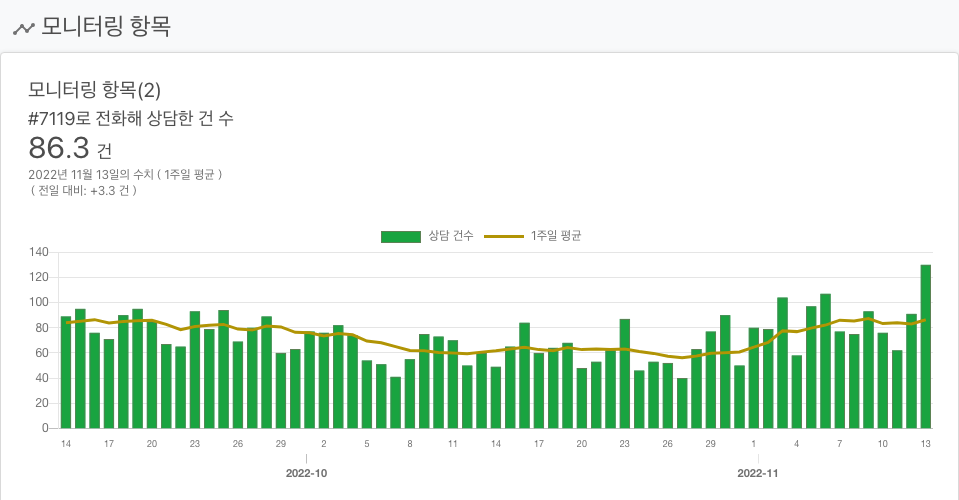 모니터링 항목
모니터링 항목(2)
#7119로 전화해 상담한 건 수
86.3 건
2022년 11월 13일의 수치 ( 1주일 평균 )
( 전일 대비: +3.3 건 )
상담 건수 1주일 평균
140
120
100
80
60
40
20
0
14 17 20 23 26 29 2 5 8 11 14 17 20 23 26 29 1 4 7 10 13
2022-10 2022-11